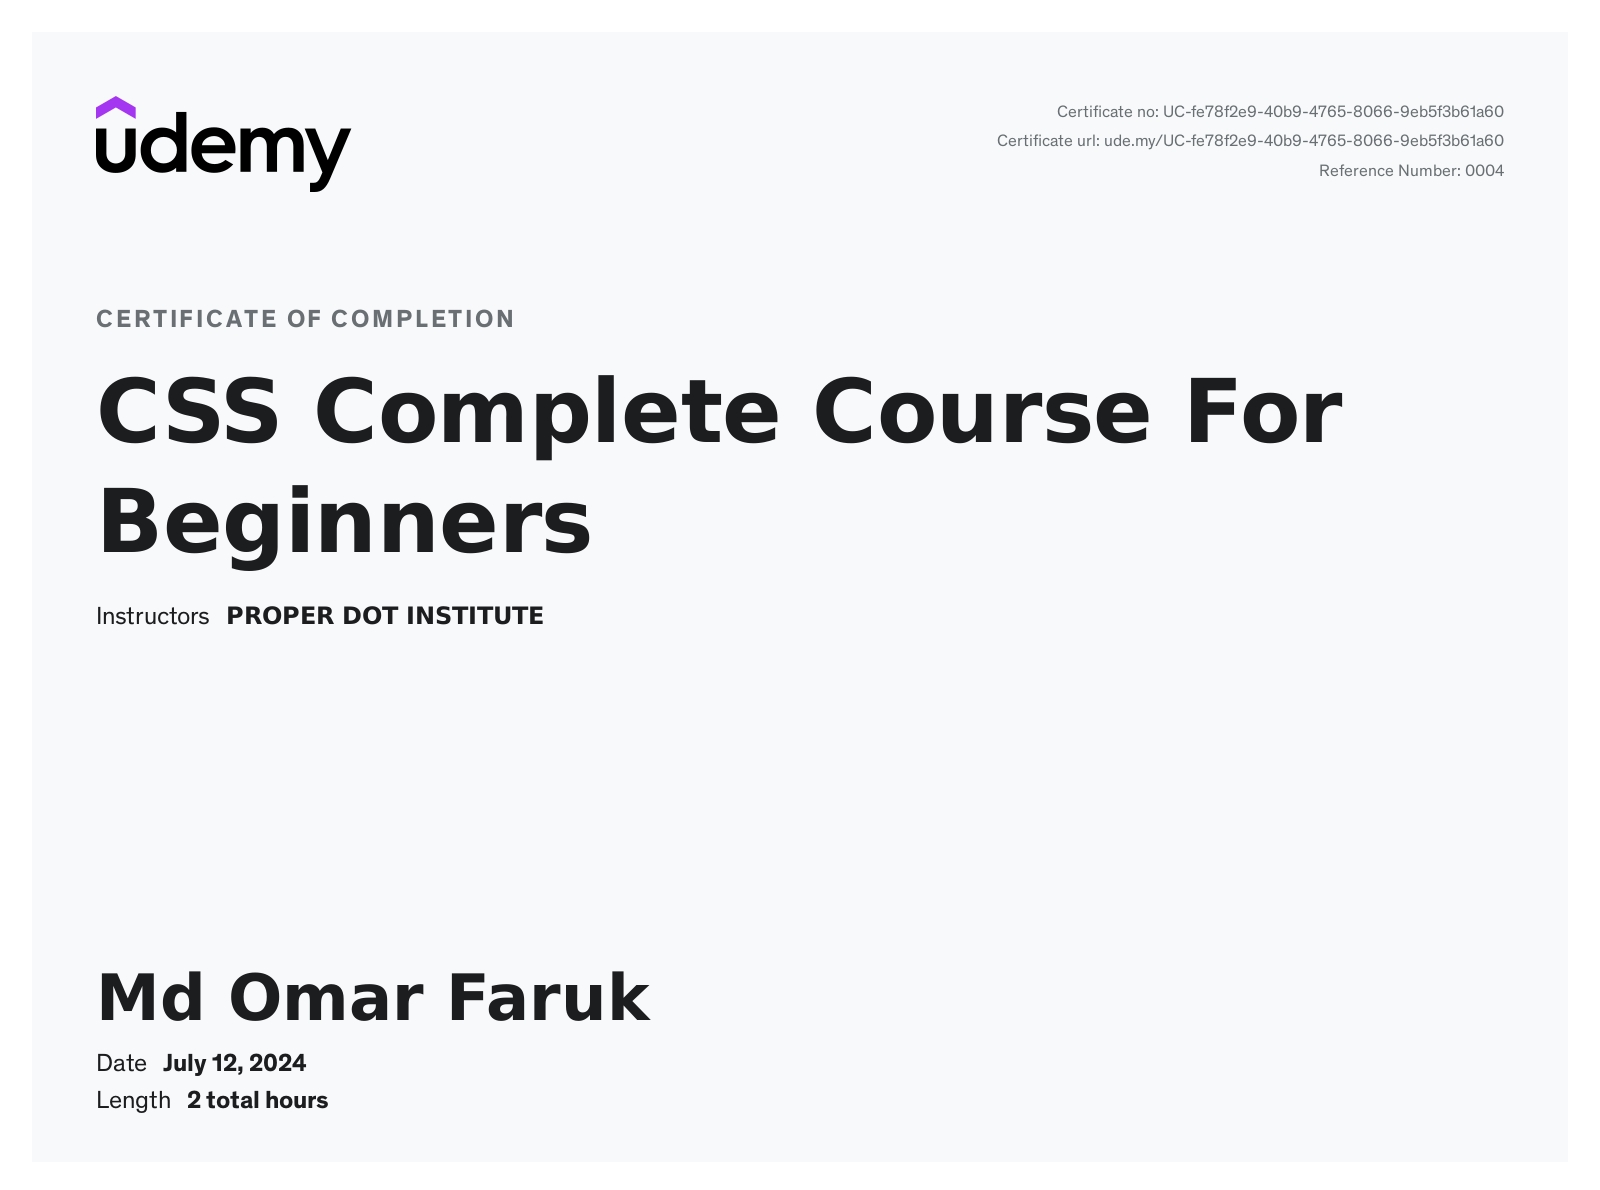 udemy
Certificate no: UC-fe78f2e9-40b9-4765-8066-9eb5f3b61a60
Certificate url: ude.my/UC-fe78f2e9-40b9-4765-8066-9eb5f3b61a60
Reference Number: 0004
CERTIFICATE OF COMPLETION
CSS Complete Course For
Beginners
Instructors PROPER DOT INSTITUTE
Md Omar Faruk
Date July 12, 2024
Length 2 total hours